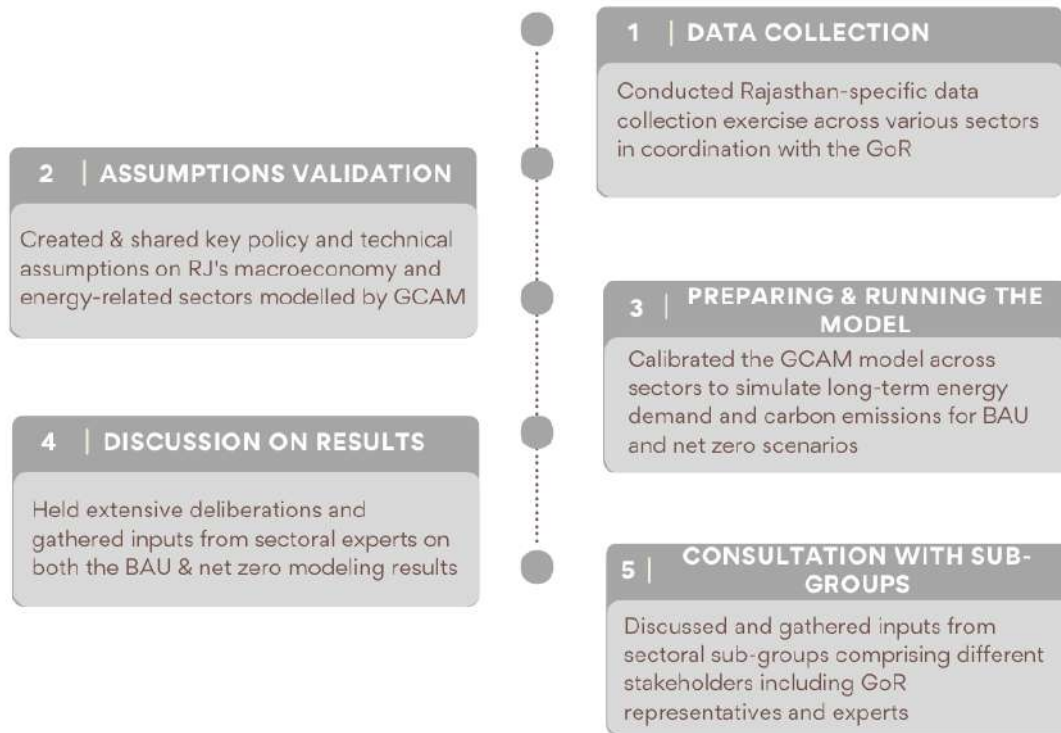 1 | DATA COLLECTION
Conducted Rajasthan-specific data
collection exercise across various sectors
in coordination with the GoR
2 | ASSUMPTIONS VALIDATION
Created & shared key policy and technical
assumptions on RJ's macroeconomy and
energy-related sectors modelled by GCAM
3 | PREPARING & RUNNING THE
MODEL
Calibrated the GCAM model across
sectors to simulate long-term energy
demand and carbon emissions for BAU
and net zero scenarios
4 | DISCUSSION ON RESULTS
Held extensive deliberations and
gathered inputs from sectoral experts on
both the BAU & net zero modeling results
5 | CONSULTATION WITH SUB-
GROUPS
Discussed and gathered inputs from
sectoral sub-groups comprising different
stakeholders including GoR
representatives and experts